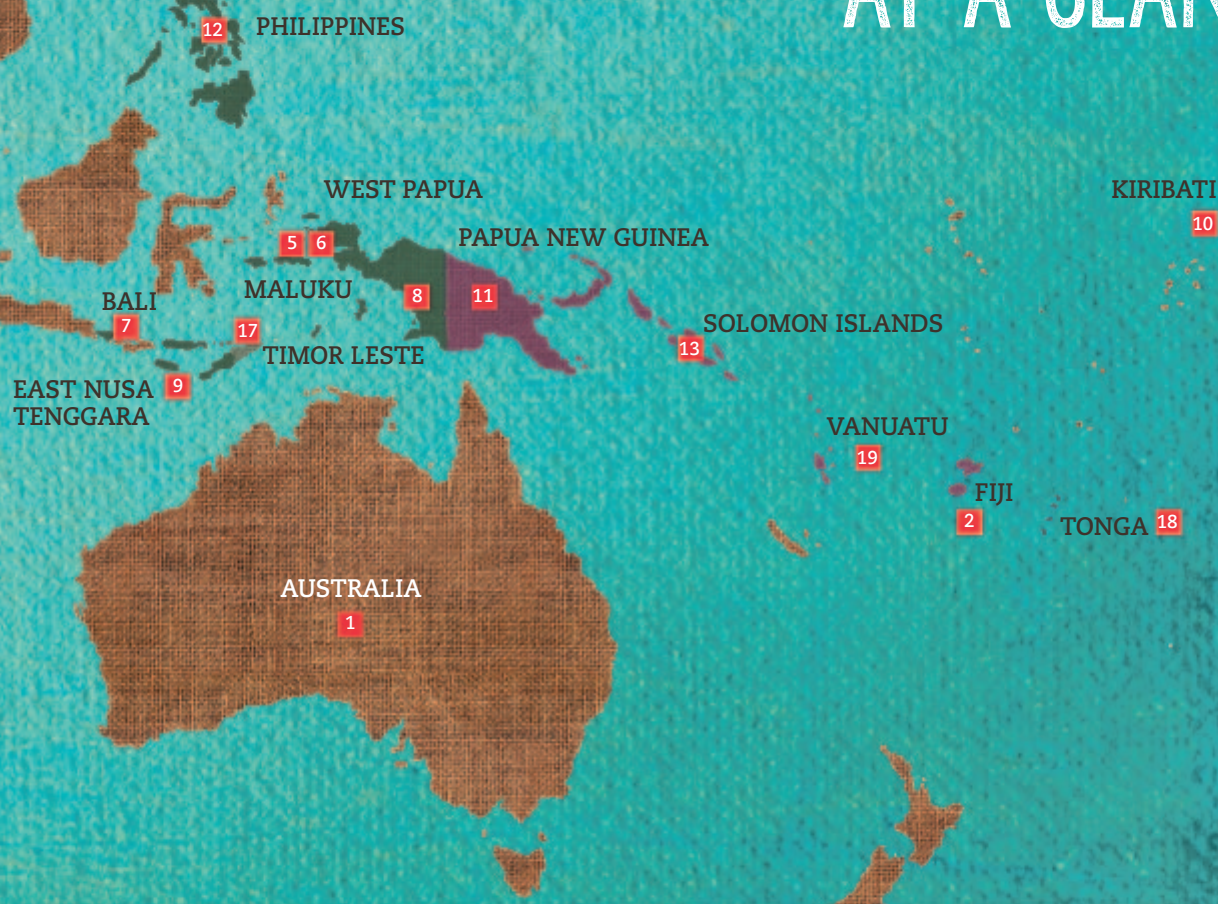 AT A
12
PHILIPPINES
WEST PAPUA
KIRIBATI
10
5
6
PAPUA NEW GUINEA
MALUKU
8
11
BALI
7
17
SOLOMON ISLANDS
13
TIMOR LESTE
EAST NUSA
TENGGARA
9
VANUATU
19
FIJI
2
TONGA
18
AUSTRALIA
1